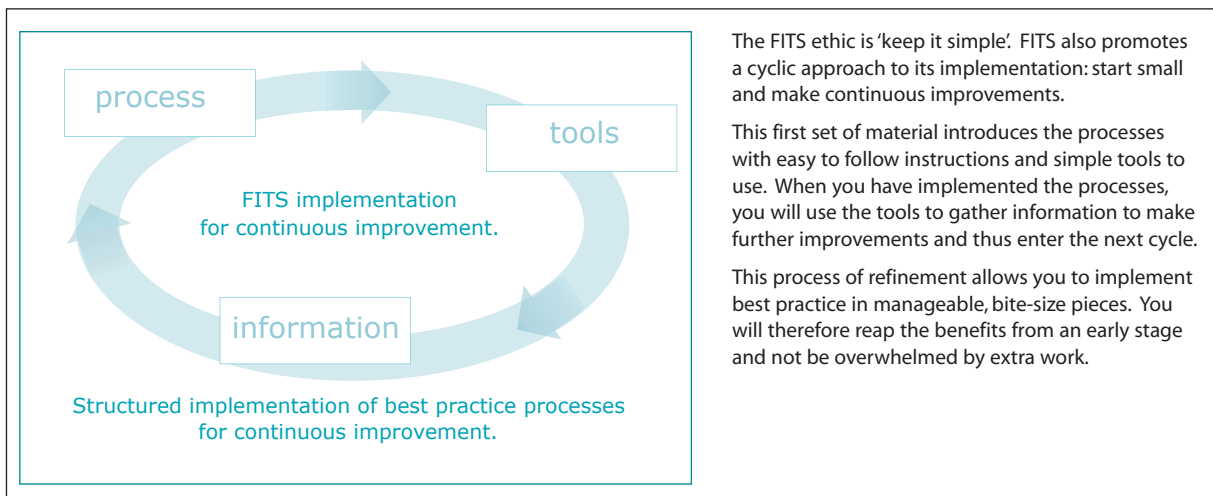 process
tools
FITS implementation
for continuous improvement.
information
Structured implementation of best practice processes
for continuous improvement.
The FITS ethic is ‘keep it simple’. FITS also promotes
a cyclic approach to its implementation: start small
and make continuous improvements.
This first set of material introduces the processes
with easy to follow instructions and simple tools to
use. When you have implemented the processes,
you will use the tools to gather information to make
further improvements and thus enter the next cycle.
This process of refinement allows you to implement
best practice in manageable, bite-size pieces. You
will therefore reap the benefits from an early stage
and not be overwhelmed by extra work.